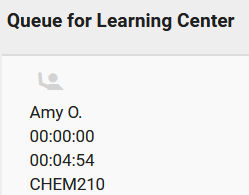 Queue for Learning Center
Amy O.
00:00:00
00:04:54
CHEM210